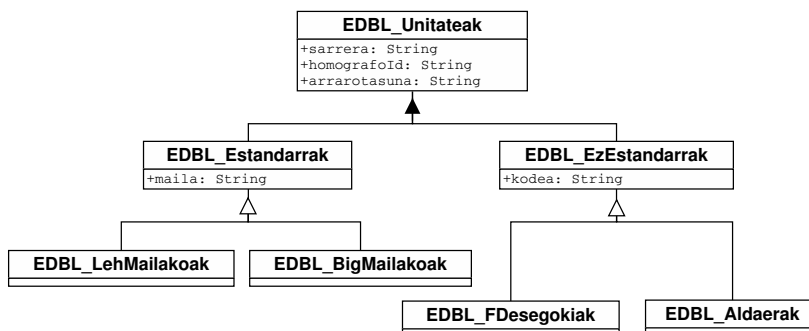 EDBL_Unitateak
+sarrera: String
+homografoId: String
+arrarotasuna: String
EDBL_Estandarrak
+maila: String
EDBL_EzEstandarrak
+kodea: String
EDBL_LehMailakoak
EDBL_BigMailakoak
EDBL_FDesegokiak
EDBL_Aldaerak